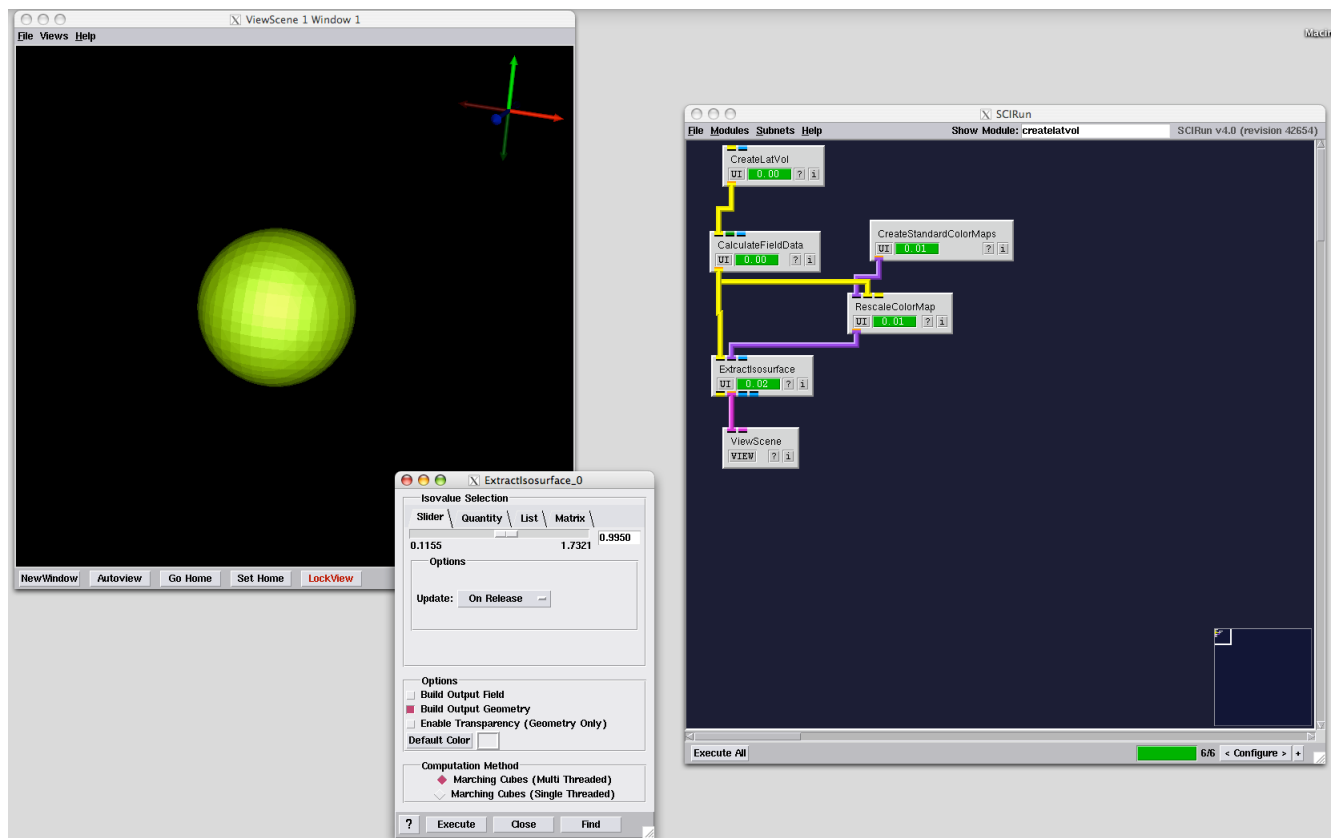 ViewScene 1 Window 1
File Views Help
NewWindow Autoview Go Home Set Home LockView
SCIRun
File Modules Subnets Help Show Module: createlatvol SCIRun v4.0 (revision 42654)
CreateLatVol
UI 0.00 ? i
CalculateFieldData
UI 0.00 ? i
CreateStandardColorMaps
UI 0.01 ? i
RescaleColorMap
UI 0.01 ? i
ExtractIsosurface
UI 0.02 ? i
ViewScene
VIEW ? i
Execute All 6/6 < Configure > +
ExtractIsosurface_0
Isovalue Selection
Slider Quantity List Matrix
0.9950
0.1155 1.7321
Options
Update: On Release
Options
Build Output Field
Build Output Geometry
Enable Transparency (Geometry Only)
Default Color
Computation Method
Marching Cubes (Multi Threaded)
Marching Cubes (Single Threaded)
? Execute Close Find